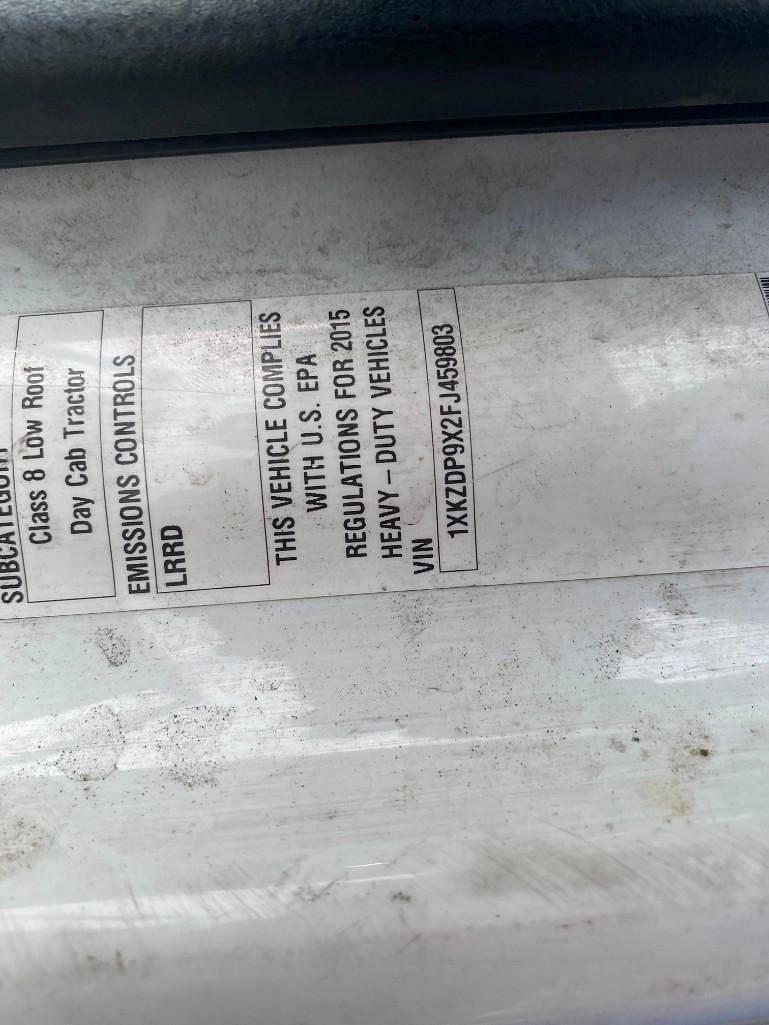 SUBCATEGORY
Class 8 Low Roof
Day Cab Tractor
EMISSIONS CONTROLS
LRRD
THIS VEHICLE COMPLIES
WITH U.S. EPA
REGULATIONS FOR 2015
HEAVY – DUTY VEHICLES
VIN
1XKZDP9X2FJ459803